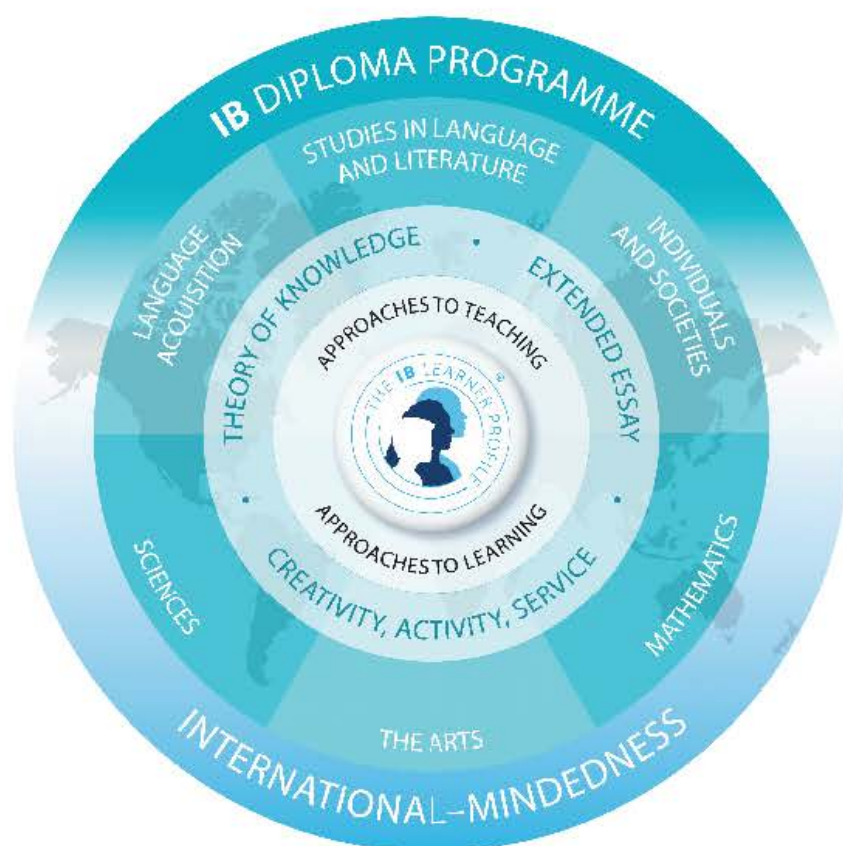 IB DIPLOMA PROGRAMME
STUDIES IN LANGUAGE
AND LITERATURE
LANGUAGE
ACQUISITION
INDIVIDUALS
AND SOCIETIES
THEORY OF KNOWLEDGE
•
EXTENDED ESSAY
•
CREATIVITY, ACTIVITY, SERVICE
•
APPROACHES TO TEACHING
THE IB LEARNER PROFILE
®
APPROACHES TO LEARNING
SCIENCES
MATHEMATICS
THE ARTS
INTERNATIONAL–MINDEDNESS